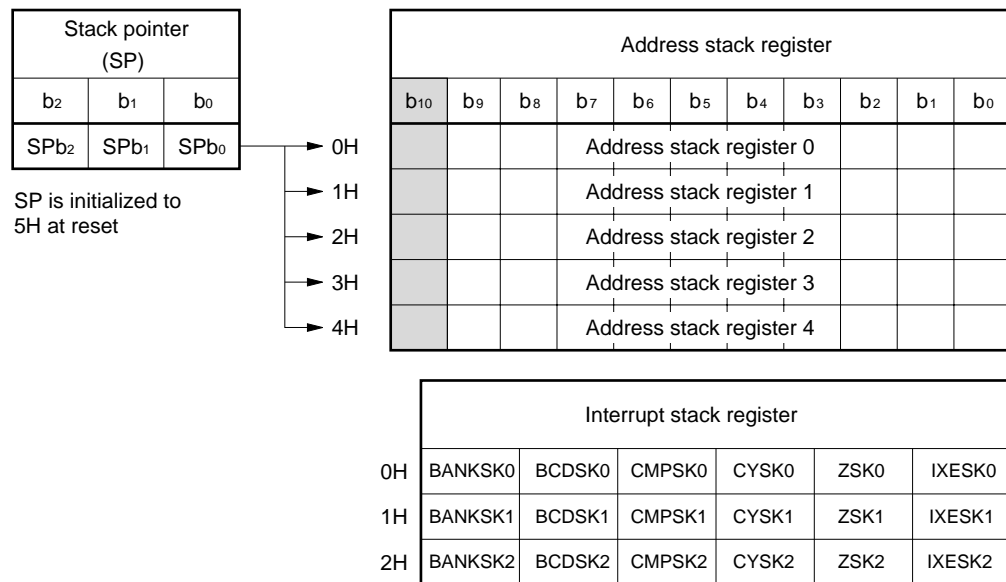 Stack pointer
(SP)
b2 b1 b0
SPb2 SPb1 SPb0
SP is initialized to
5H at reset
Address stack register
b10 b9 b8 b7 b6 b5 b4 b3 b2 b1 b0
0H Address stack register 0
1H Address stack register 1
2H Address stack register 2
3H Address stack register 3
4H Address stack register 4
Interrupt stack register
0H BANKSK0 BCDSK0 CMPSK0 CYSK0 ZSK0 IXESK0
1H BANKSK1 BCDSK1 CMPSK1 CYSK1 ZSK1 IXESK1
2H BANKSK2 BCDSK2 CMPSK2 CYSK2 ZSK2 IXESK2